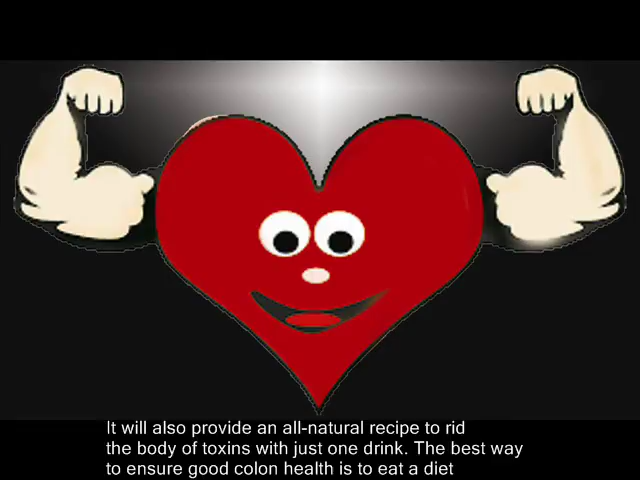 It will also provide an all-natural recipe to rid
the body of toxins with just one drink. The best way
to ensure good colon health is to eat a diet